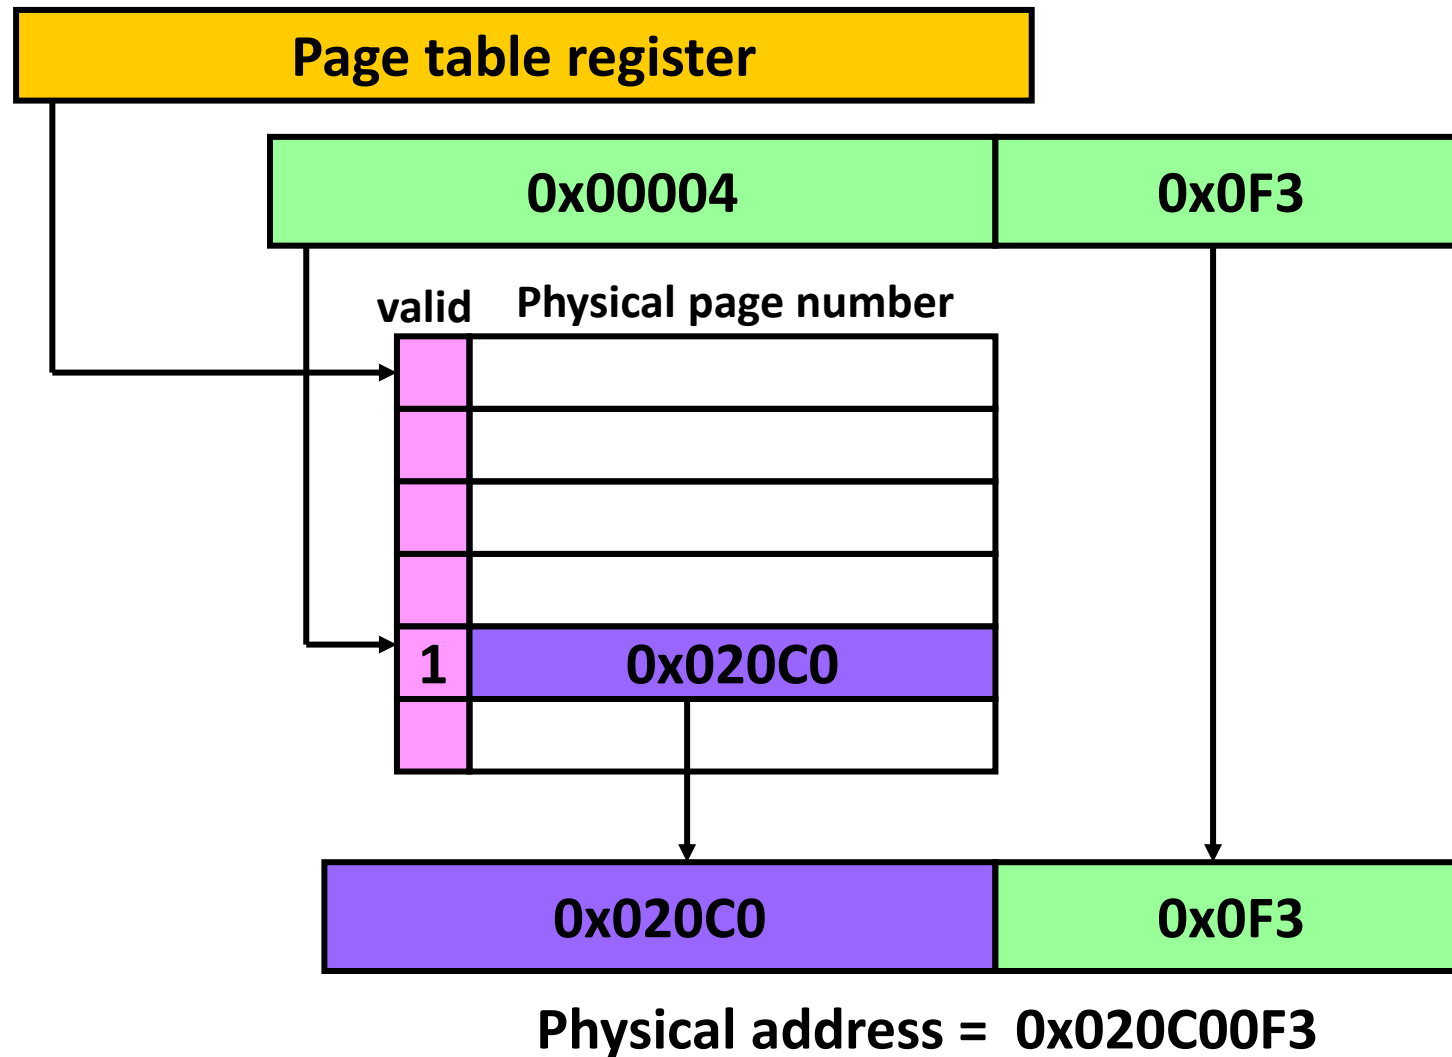 Page table register
0x00004 0x0F3
valid Physical page number
1 0x020C0
0x020C0 0x0F3
Physical address = 0x020C00F3